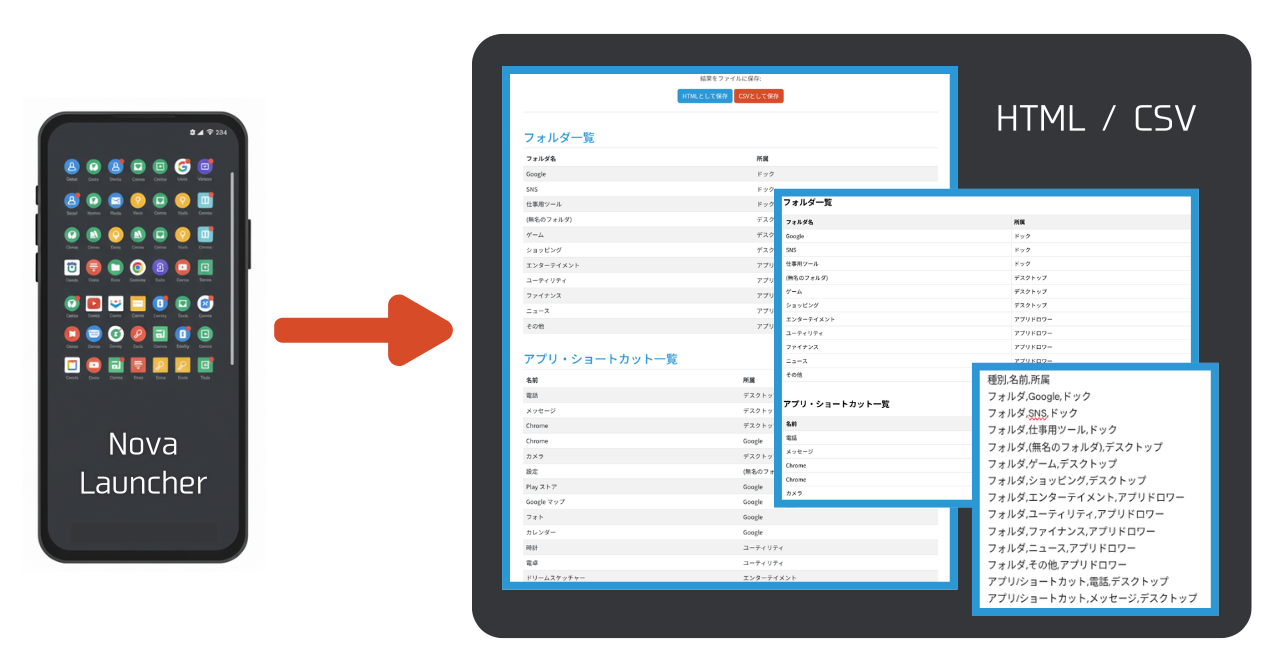 2:04
Nova
Launcher
HTML / CSV
結果をファイルに保存:
HTMLとして保存 CSVとして保存
フォルダ一覧
フォルダ名 所属
Google ドック
SNS ドック
仕事用ツール ドック
(無名のフォルダ) デスク
ゲーム デスク
ショッピング デスク
エンターテイメント アプリ
ユーティリティ アプリ
ファイナンス アプリ
ニュース アプリ
その他 アプリ
アプリ・ショートカット一覧
名前 所属
電話 デスクトッ
メッセージ デスクトッ
Chrome デスクトッ
Chrome Google
カメラ デスクトッ
設定 (無名のフォ
Play ストア Google
Google マップ Google
フォト Google
カレンダー Google
時計 ユーティリティ
電卓 ユーティリティ
ドリームスケッチャー エンターテイメント
フォルダ一覧
フォルダ名 所属
Google ドック
SNS ドック
仕事用ツール ドック
(無名のフォルダ) デスクトップ
ゲーム デスクトップ
ショッピング デスクトップ
エンターテイメント アプリドロワー
ユーティリティ アプリドロワー
ファイナンス アプリドロワー
ニュース アプリドロワー
その他
アプリ・ショートカット一覧
名前
電話
メッセージ
Chrome
Chrome
カメラ
種別,名前,所属
フォルダ,Google,ドック
フォルダ,SNS,ドック
フォルダ,仕事用ツール,ドック
フォルダ,(無名のフォルダ),デスクトップ
フォルダ,ゲーム,デスクトップ
フォルダ,ショッピング,デスクトップ
フォルダ,エンターテイメント,アプリドロワー
フォルダ,ユーティリティ,アプリドロワー
フォルダ,ファイナンス,アプリドロワー
フォルダ,ニュース,アプリドロワー
フォルダ,その他,アプリドロワー
アプリ/ショートカット,電話,デスクトップ
アプリ/ショートカット,メッセージ,デスクトップ